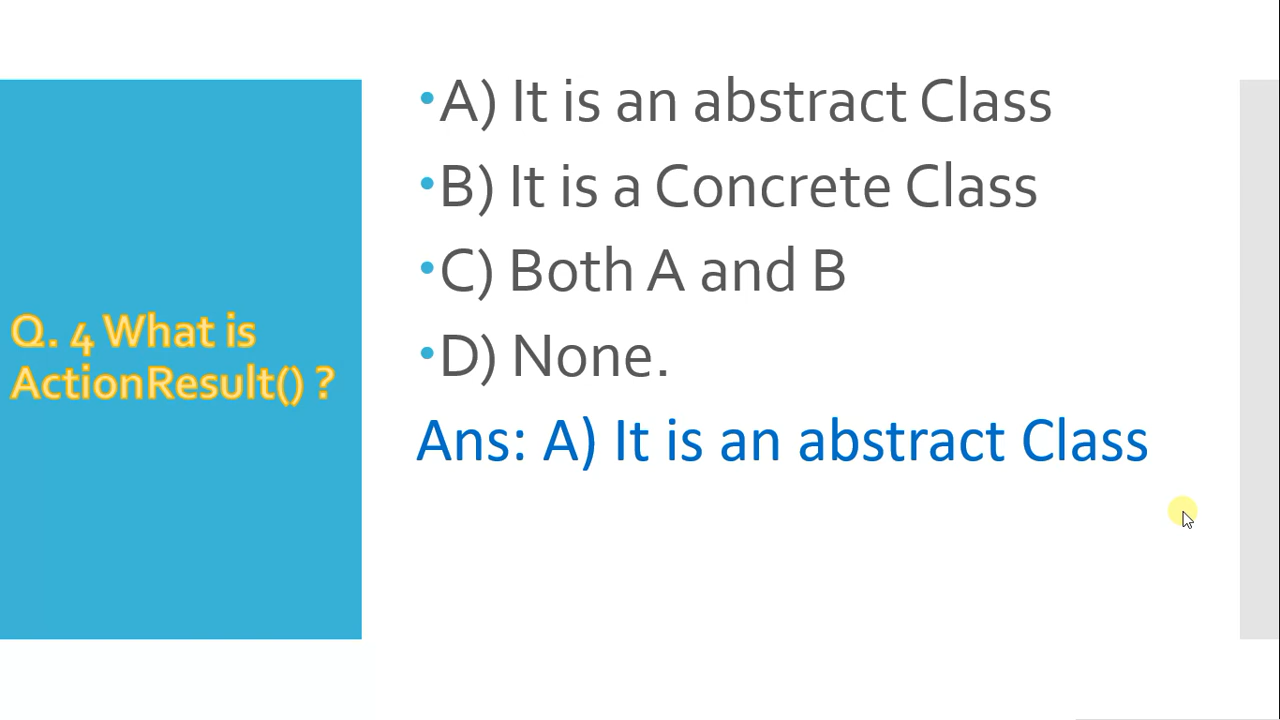 Q. 4 What is
ActionResult() ?
•A) It is an abstract Class
•B) It is a Concrete Class
•C) Both A and B
•D) None.
Ans: A) It is an abstract Class